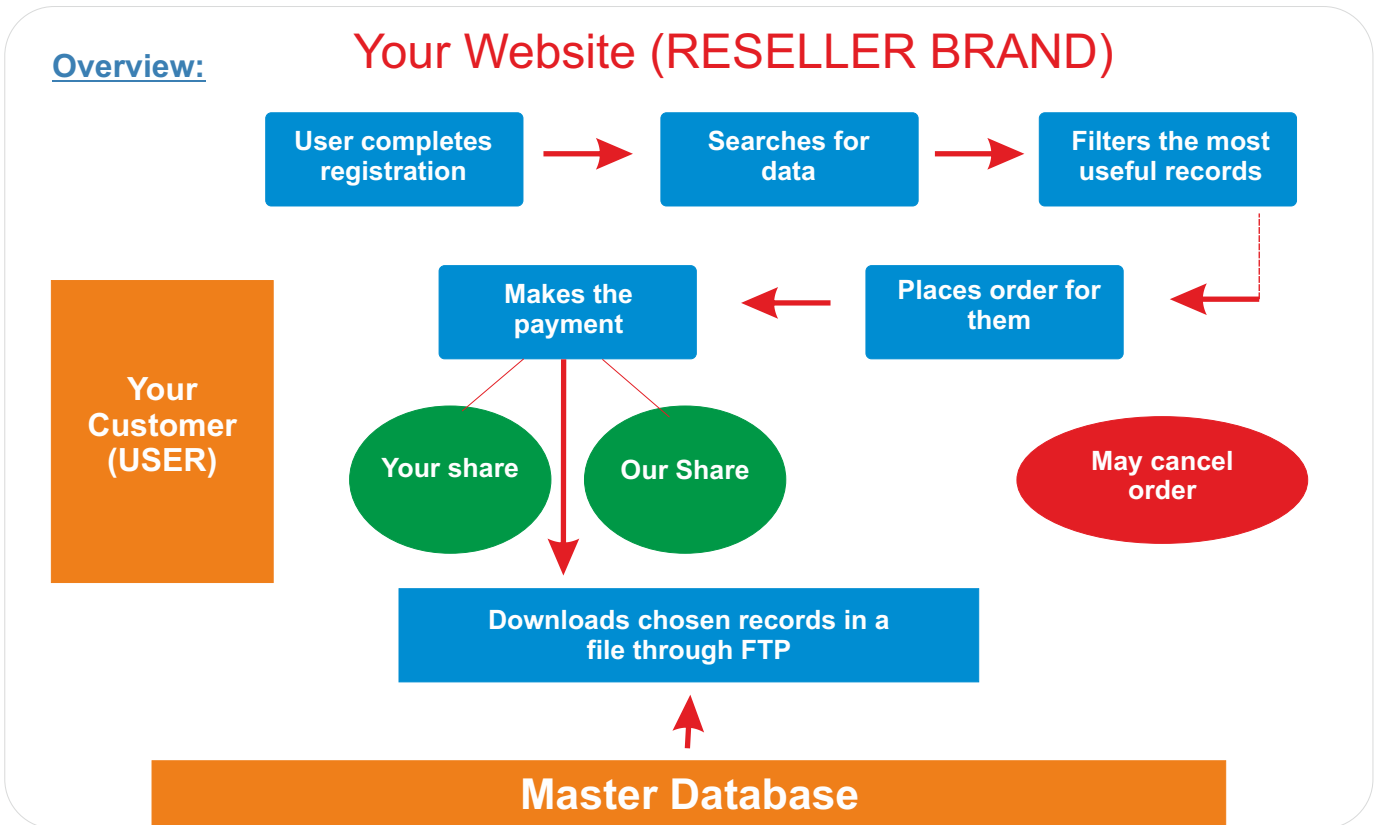 Overview:
Your Website (RESELLER BRAND)
User completes
registration
Searches for
data
Filters the most
useful records
Places order for
them
Makes the
payment
Your
Customer
(USER)
Your share
Our Share
May cancel
order
Downloads chosen records in a
file through FTP
Master Database